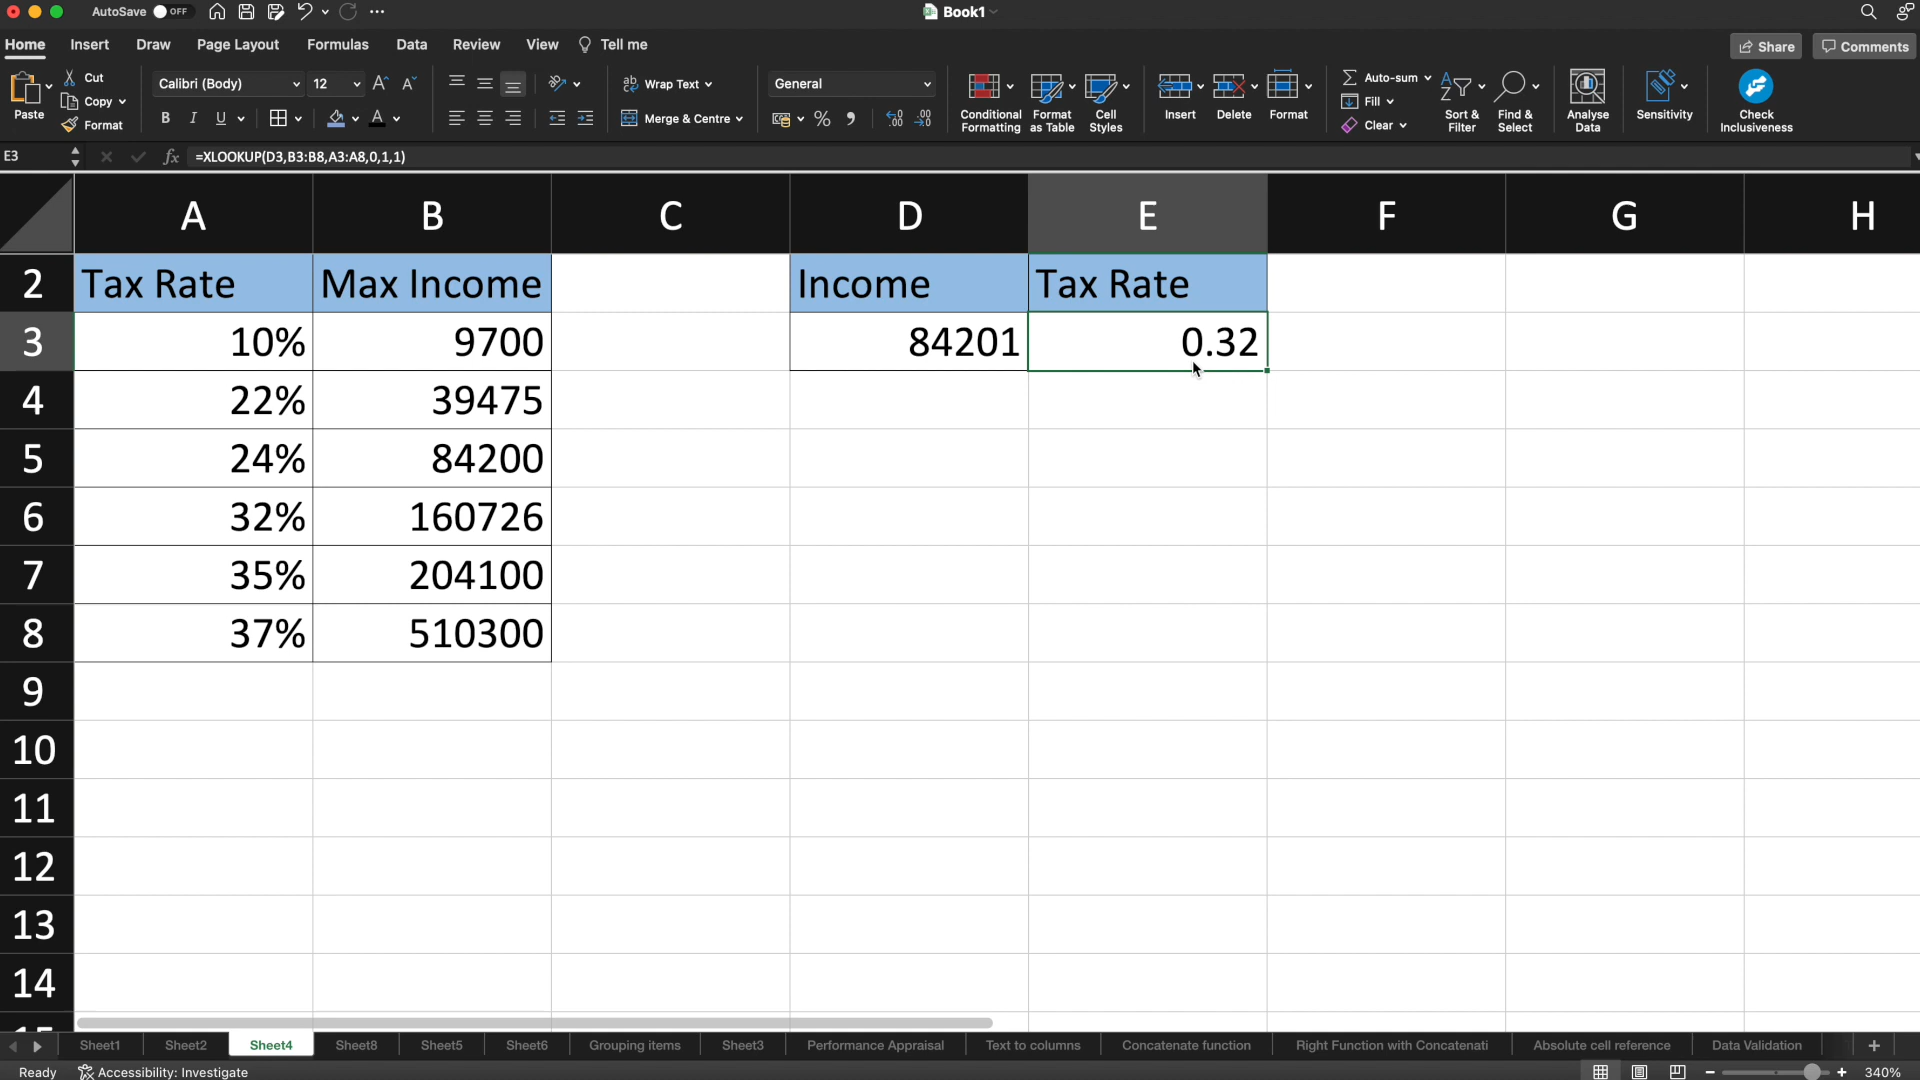 AutoSave OFF
Book1
Home Insert Draw Page Layout Formulas Data Review View Tell me
Share Comments
Paste
Cut
Copy
Format
Calibri (Body) 12
B I U
Wrap Text
Merge & Centre
General
Conditional Formatting
Format as Table
Cell Styles
Insert
Delete
Format
Auto-sum
Fill
Clear
Sort & Filter
Find & Select
Analyse Data
Sensitivity
Check Inclusiveness
E3 fx =XLOOKUP(D3,B3:B8,A3:A8,0,1,1)
A B C D E F G H
2 Tax Rate Max Income Income Tax Rate
3 10% 9700 84201 0.32
4 22% 39475
5 24% 84200
6 32% 160726
7 35% 204100
8 37% 510300
9
10
11
12
13
14
Sheet1 Sheet2 Sheet4 Sheet8 Sheet5 Sheet6 Grouping items Sheet3 Performance Appraisal Text to columns Concatenate function Right Function with Concatenati Absolute cell reference Data Validation
Ready Accessibility: Investigate 340%